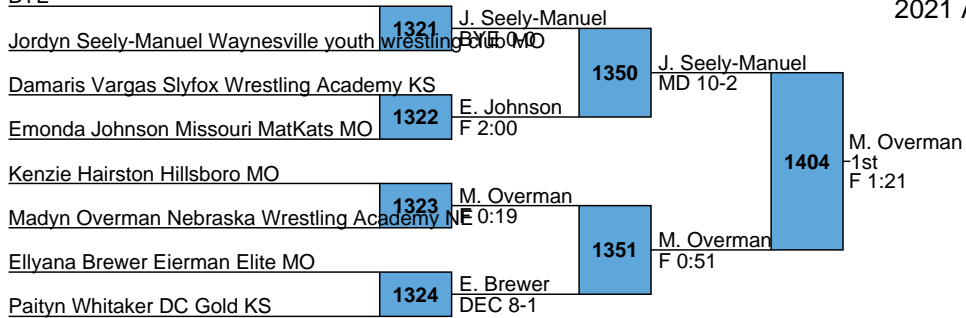 BYE
2021 A
1321
J. Seely-Manuel
BYE 0-0
Jordyn Seely-Manuel Waynesville youth wrestling club MO
1350
J. Seely-Manuel
MD 10-2
Damaris Vargas Slyfox Wrestling Academy KS
1322
E. Johnson
F 2:00
Emonda Johnson Missouri MatKats MO
1404
M. Overman
1st
F 1:21
Kenzie Hairston Hillsboro MO
1323
M. Overman
F 0:19
Madyn Overman Nebraska Wrestling Academy NE
1351
M. Overman
F 0:51
Ellyana Brewer Eierman Elite MO
1324
E. Brewer
DEC 8-1
Paityn Whitaker DC Gold KS